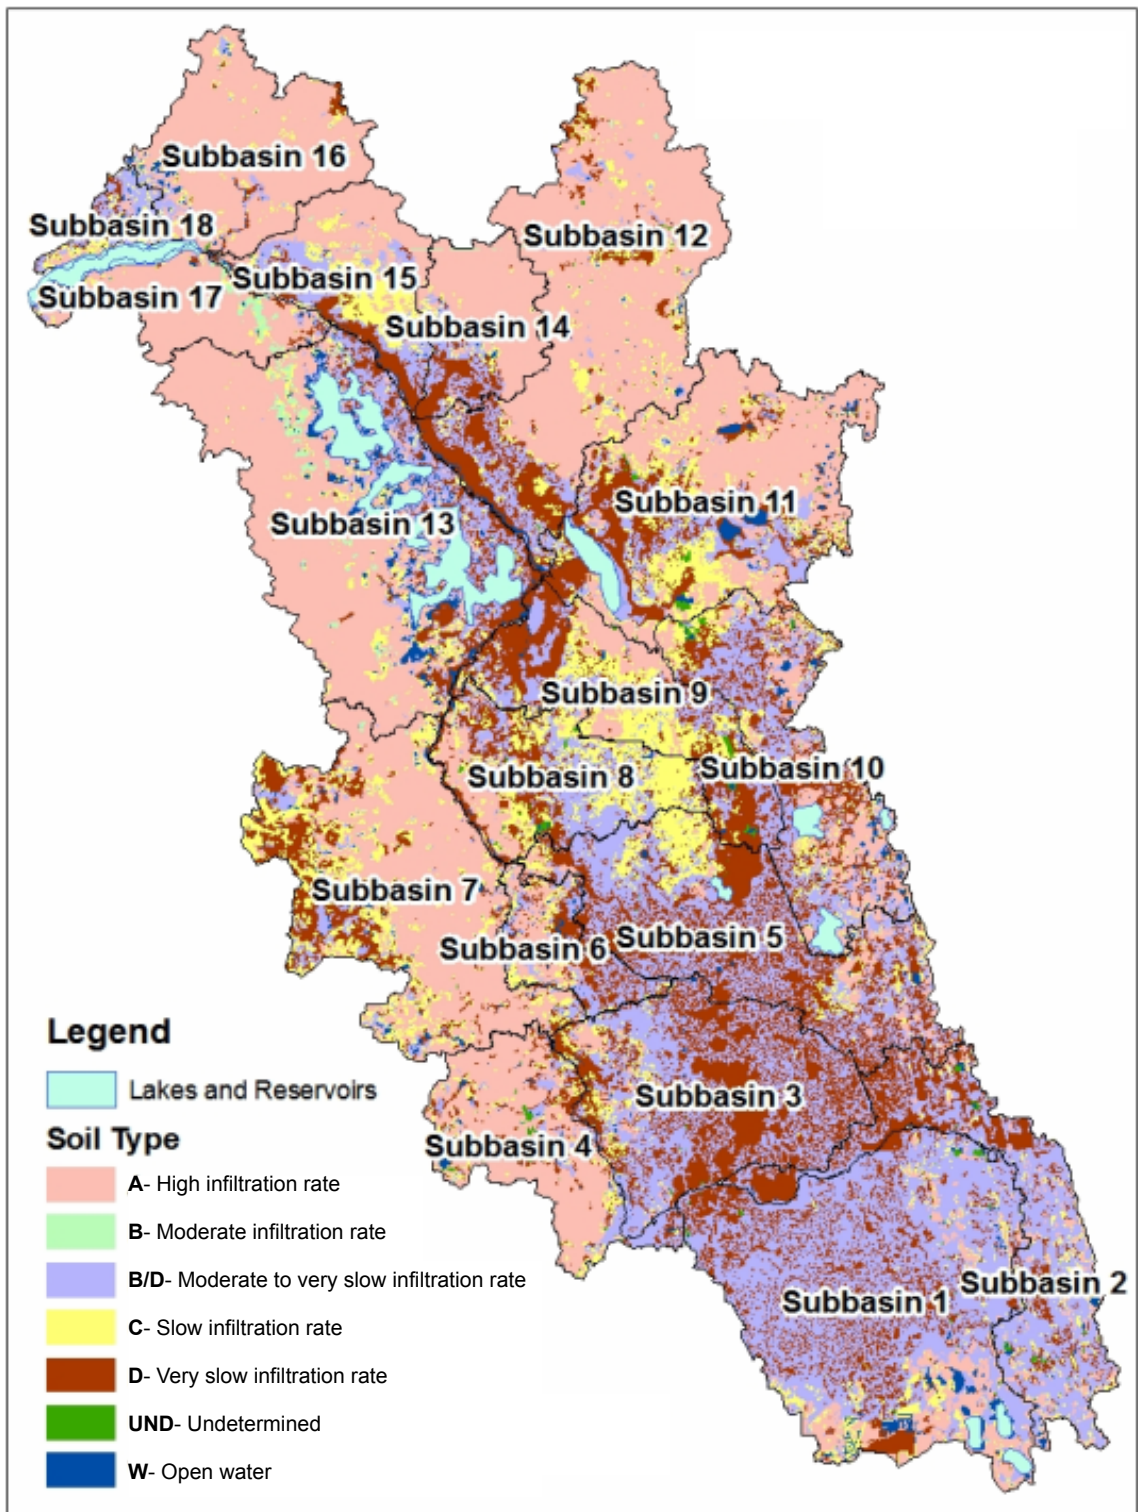 Subbasin 16
Subbasin 18
Subbasin 12
Subbasin 15
Subbasin 17
Subbasin 14
Subbasin 11
Subbasin 13
Subbasin 9
Subbasin 10
Subbasin 8
Subbasin 7
Subbasin 5
Subbasin 6
Subbasin 3
Subbasin 4
Subbasin 2
Subbasin 1
Legend
Lakes and Reservoirs
Soil Type
A- High infiltration rate
B- Moderate infiltration rate
B/D- Moderate to very slow infiltration rate
C- Slow infiltration rate
D- Very slow infiltration rate
UND- Undetermined
W- Open water